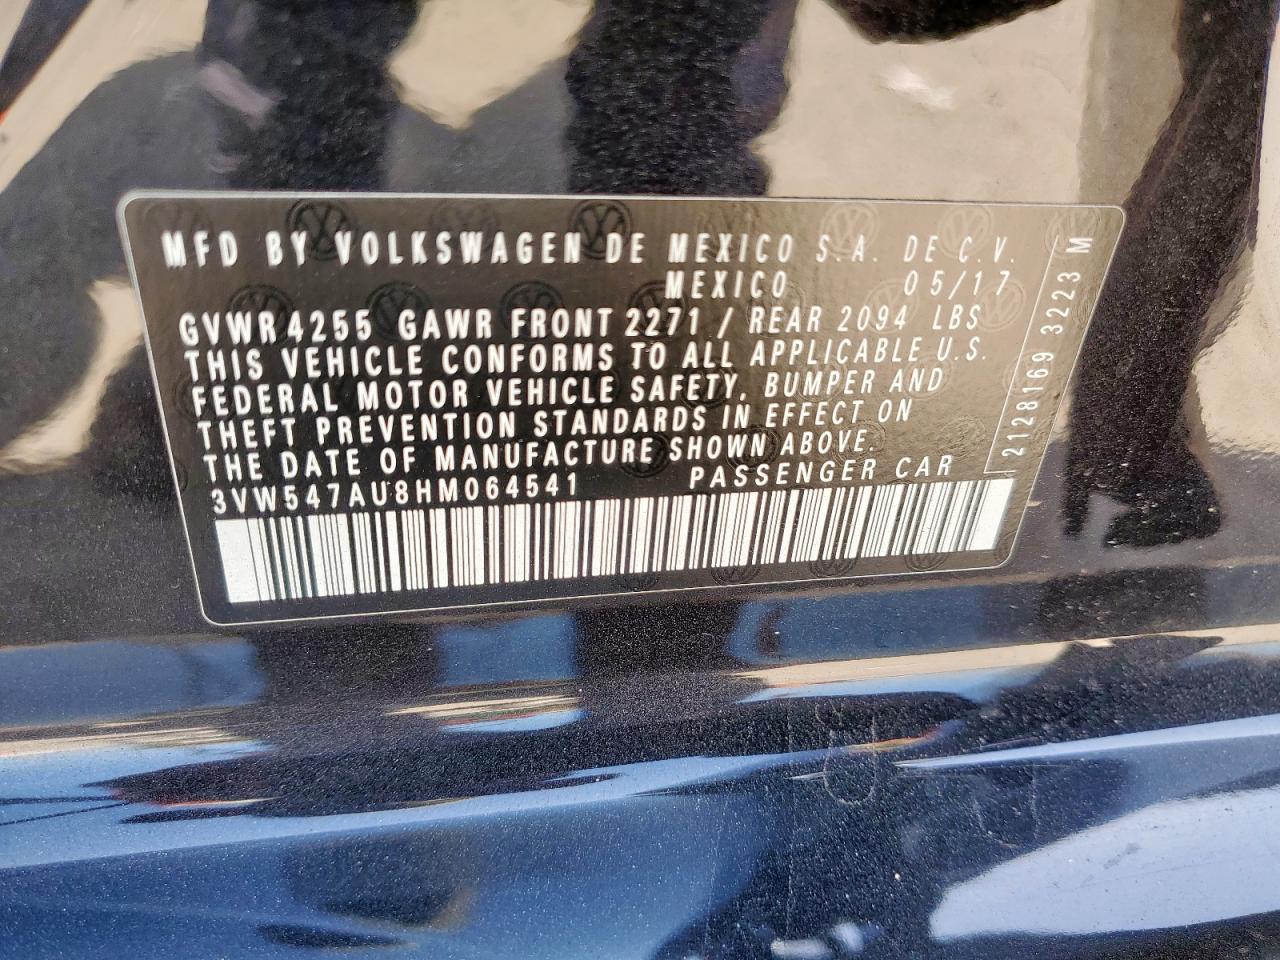 MFD BY VOLKSWAGEN DE MEXICO S.A. DE C.V.
MEXICO 05/17
GVWR 4255 GAWR FRONT 2271 / REAR 2094 LBS
THIS VEHICLE CONFORMS TO ALL APPLICABLE U.S.
FEDERAL MOTOR VEHICLE SAFETY, BUMPER AND
THEFT PREVENTION STANDARDS IN EFFECT ON
THE DATE OF MANUFACTURE SHOWN ABOVE.
3VW547AU8HM064541 PASSENGER CAR
2128169 3223 M